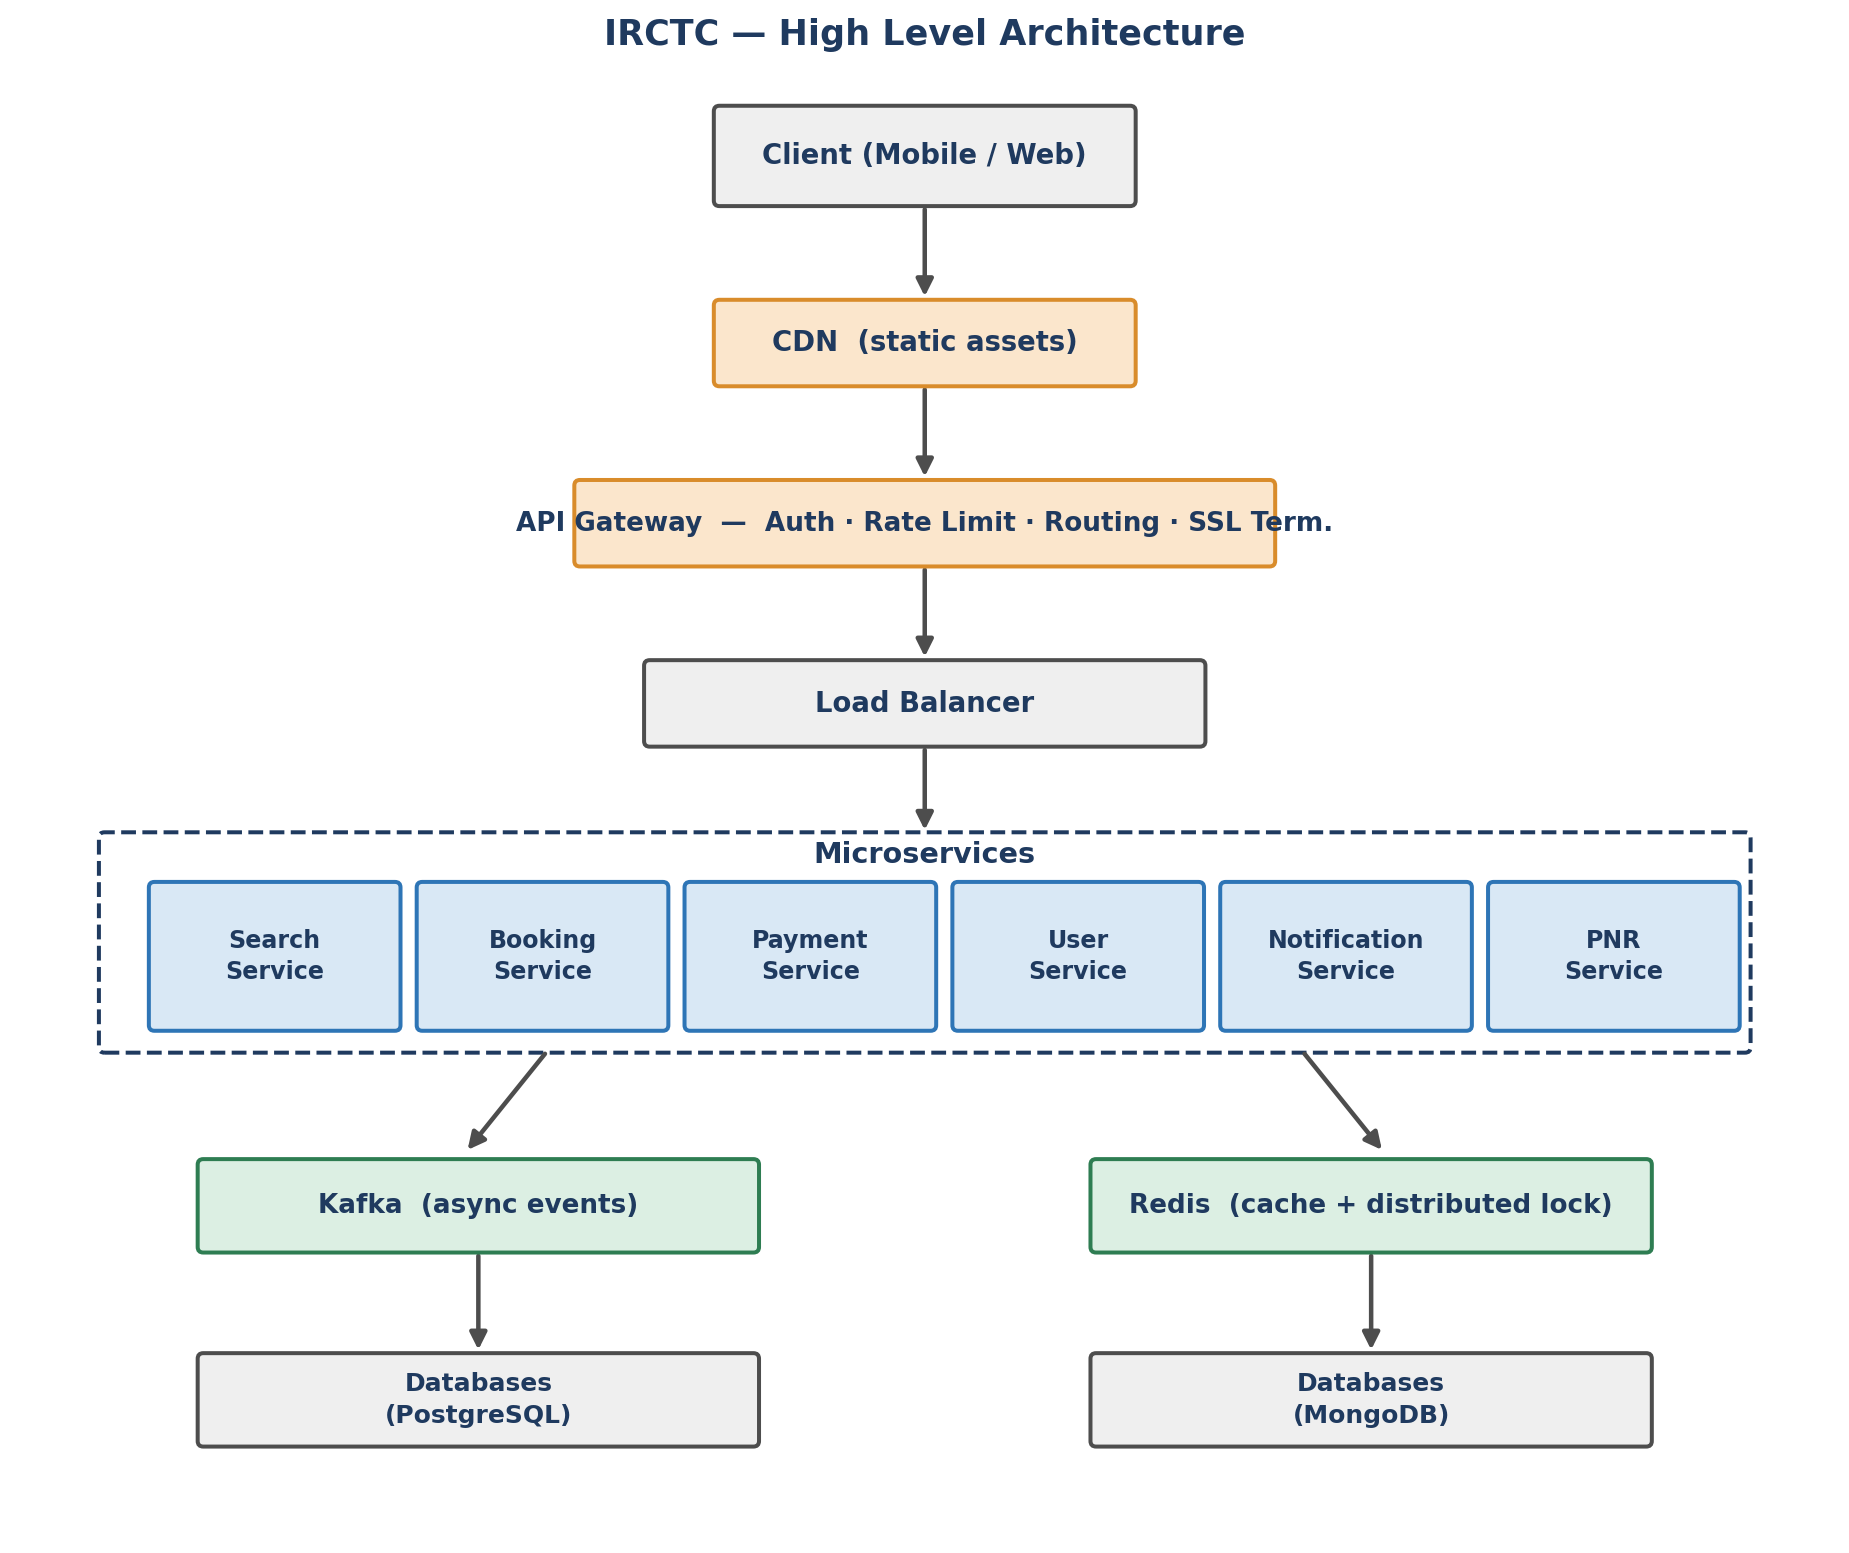 IRCTC — High Level Architecture
Client (Mobile / Web)
CDN  (static assets)
API Gateway  —  Auth · Rate Limit · Routing · SSL Term.
Load Balancer
Microservices
Search
Service
Booking
Service
Payment
Service
User
Service
Notification
Service
PNR
Service
Kafka  (async events)
Redis  (cache + distributed lock)
Databases
(PostgreSQL)
Databases
(MongoDB)